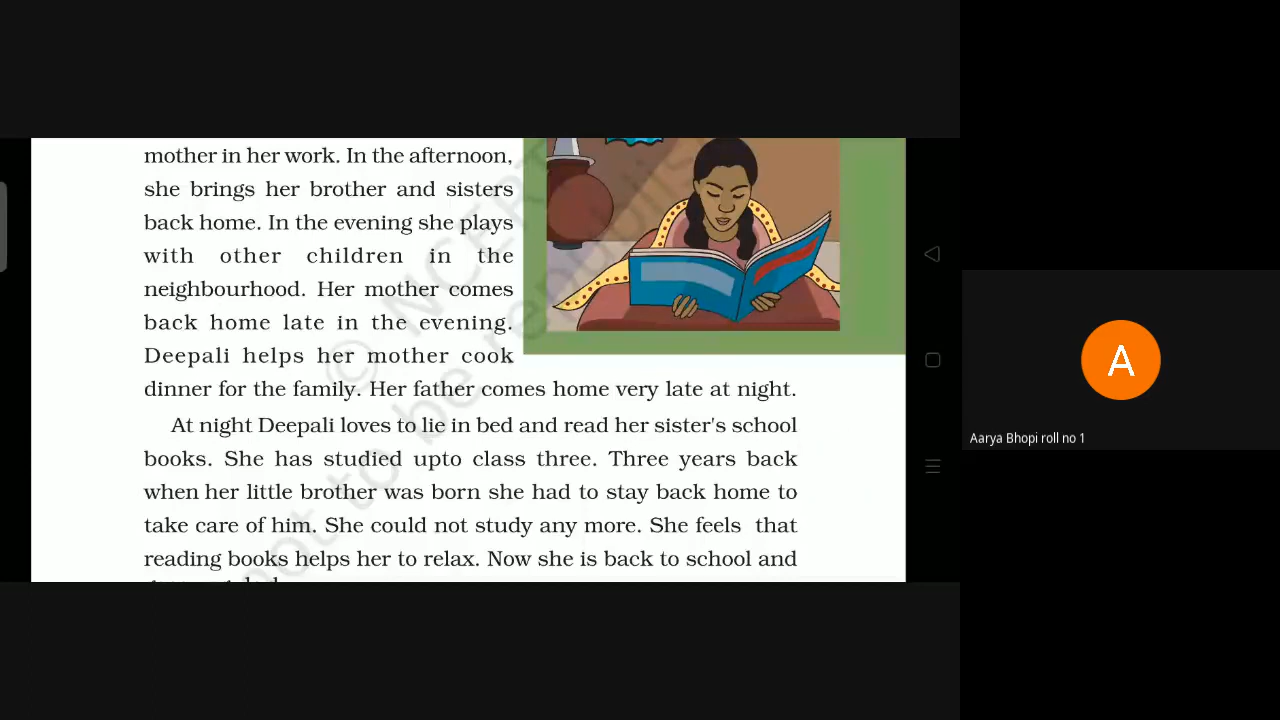 mother in her work. In the afternoon,
she brings her brother and sisters
back home. In the evening she plays
with other children in the
neighbourhood. Her mother comes
back home late in the evening.
Deepali helps her mother cook
dinner for the family. Her father comes home very late at night.
At night Deepali loves to lie in bed and read her sister's school
books. She has studied upto class three. Three years back
when her little brother was born she had to stay back home to
take care of him. She could not study any more. She feels that
reading books helps her to relax. Now she is back to school and
© NCERT
not to be republis
A
Aarya Bhopi roll no 1